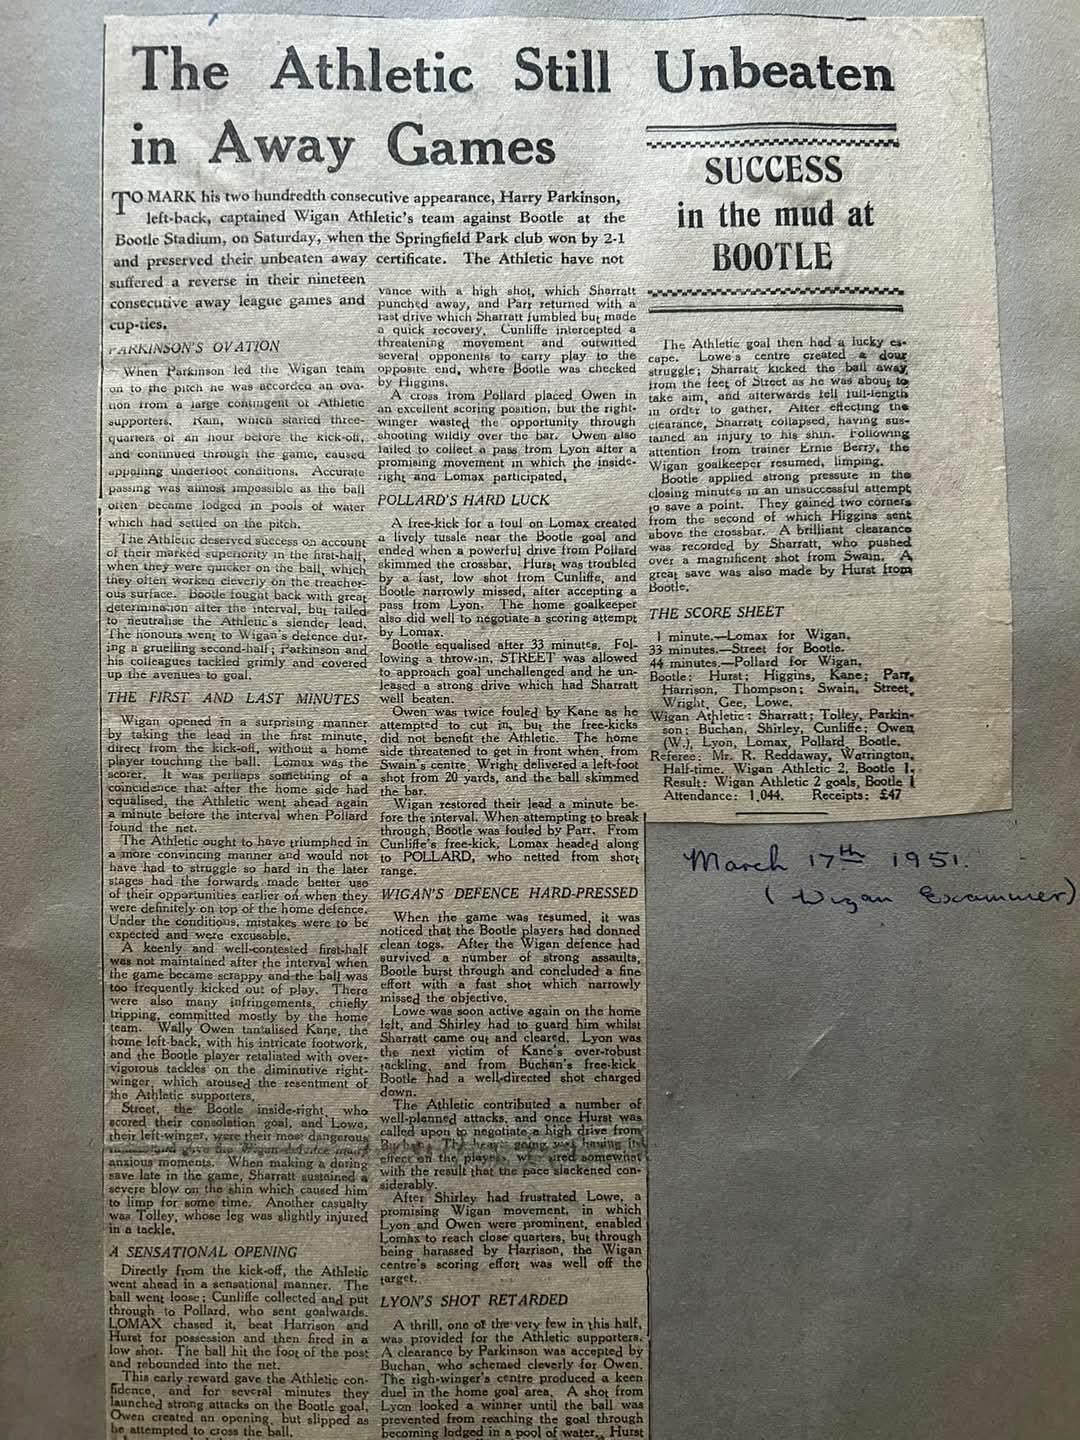 The Athletic Still Unbeaten
in Away Games
TO MARK his two hundredth consecutive appearance, Harry Parkinson,
left-back, captained Wigan Athletic's team against Bootle at the
Bootle Stadium, on Saturday, when the Springfield Park club won by 2-1
and preserved their unbeaten away certificate. The Athletic have not
suffered a reverse in their nineteen
consecutive away league games and
cup-ties.
PARKINSON'S OVATION
When Parkinson led the Wigan team
on to the pitch he was accorded an ova-
tion from a large contingent of Athletic
supporters. Rain, which started three-
quarters of an hour before the kick-off,
and continued through the game, caused
appalling underfoot conditions. Accurate
passing was almost impossible as the ball
often became lodged in pools of water
which had settled on the pitch.
The Athletic deserved success on account
of their marked superiority in the first-half,
when they were quicker on the ball, which
they often worked cleverly on the treacher-
ous surface. Bootle fought back with great
determination after the interval, but failed
to neutralise the Athletic's slender lead.
The honours went to Wigan's defence dur-
ing a gruelling second-half; Parkinson and
his colleagues tackled grimly and covered
up the avenues to goal.
THE FIRST AND LAST MINUTES
Wigan opened in a surprising manner
by taking the lead in the first minute,
direct from the kick-off, without a home
player touching the ball. Lomax was the
scorer. It was perhaps something of a
coincidence that after the home side had
equalised, the Athletic went ahead again
a minute before the interval when Pollard
found the net.
The Athletic ought to have triumphed in
a more convincing manner and would not
have had to struggle so hard in the later
stages had the forwards made better use
of their opportunities earlier on when they
were definitely on top of the home defence.
Under the conditions, mistakes were to be
expected and were excusable.
A keenly and well-contested first-half
was not maintained after the interval when
the game became scrappy and the ball was
too frequently kicked out of play. There
were also many infringements, chiefly
tripping, committed mostly by the home
team. Wally Owen tantalised Kane, the
home left-back, with his intricate footwork,
and the Bootle player retaliated with over-
vigorous tackles on the diminutive right-
winger, which aroused the resentment of
the Athletic supporters.
Street, the Bootle inside-right, who
scored their consolation goal, and Lowe,
their left-winger, were their most dangerous
gave the Wigan defence many
anxious moments. When making a daring
save late in the game, Sharratt sustained a
severe blow on the shin which caused him
to limp for some time. Another casualty
was Tolley, whose leg was slightly injured
in a tackle.
A SENSATIONAL OPENING
Directly from the kick-off, the Athletic
went ahead in a sensational manner. The
ball went loose; Cunliffe collected and put
through to Pollard, who sent goalwards.
LOMAX chased it, beat Harrison and
Hurst for possession and then fired in a
low shot. The ball hit the foot of the post
and rebounded into the net.
This early reward gave the Athletic con-
fidence, and for several minutes they
launched strong attacks on the Bootle goal.
Owen created an opening, but slipped as
he attempted to cross the ball.
vance with a high shot, which Sharratt
punched away, and Parr returned with a
fast drive which Sharratt fumbled but made
a quick recovery. Cunliffe intercepted a
threatening movement and outwitted
several opponents to carry play to the
opposite end, where Bootle was checked
by Higgins.
A cross from Pollard placed Owen in
an excellent scoring position, but the right-
winger wasted the opportunity through
shooting wildly over the bar. Owen also
failed to collect a pass from Lyon after a
promising movement in which the inside-
right and Lomax participated.
POLLARD'S HARD LUCK
A free-kick for a foul on Lomax created
a lively tussle near the Bootle goal and
ended when a powerful drive from Pollard
skimmed the crossbar. Hurst was troubled
by a fast, low shot from Cunliffe, and
Bootle narrowly missed, after accepting a
pass from Lyon. The home goalkeeper
also did well to negotiate a scoring attempt
by Lomax.
Bootle equalised after 33 minutes. Fol-
lowing a throw-in, STREET was allowed
to approach goal unchallenged and he un-
leased a strong drive which had Sharratt
well beaten.
Owen was twice fouled by Kane as he
attempted to cut in, but the free-kicks
did not benefit the Athletic. The home
side threatened to get in front when, from
Swain's centre, Wright delivered a left-foot
shot from 20 yards, and the ball skimmed
the bar.
Wigan restored their lead a minute be-
fore the interval. When attempting to break
through, Bootle was fouled by Parr. From
Cunliffe's free-kick, Lomax headed along
to POLLARD, who netted from short
range.
WIGAN'S DEFENCE HARD-PRESSED
When the game was resumed, it was
noticed that the Bootle players had donned
clean togs. After the Wigan defence had
survived a number of strong assaults,
Bootle burst through and concluded a fine
effort with a fast shot which narrowly
missed the objective.
Lowe was soon active again on the home
left, and Shirley had to guard him whilst
Sharratt came out and cleared. Lyon was
the next victim of Kane's over-robust
tackling, and from Buchan's free-kick
Bootle had a well-directed shot charged
down.
The Athletic contributed a number of
well-planned attacks, and once Hurst was
called upon to negotiate a high drive from
The heavy going was having its
effect on the players, somewhat
with the result that the pace slackened con-
siderably.
After Shirley had frustrated Lowe, a
promising Wigan movement, in which
Lyon and Owen were prominent, enabled
Lomax to reach close quarters, but through
being harassed by Harrison, the Wigan
centre's scoring effort was well off the
target.
LYON'S SHOT RETARDED
A thrill, one of the very few in this half,
was provided for the Athletic supporters.
A clearance by Parkinson was accepted by
Buchan, who schemed cleverly for Owen.
The righ-winger's centre produced a keen
duel in the home goal area. A shot from
Lyon looked a winner until the ball was
prevented from reaching the goal through
becoming lodged in a pool of water. Hurst
SUCCESS
in the mud at
BOOTLE
The Athletic goal then had a lucky es-
cape. Lowe's centre created a dour
struggle; Sharratt kicked the ball away
from the feet of Street as he was about to
take aim, and afterwards fell full-length
in order to gather. After effecting the
clearance, Sharratt collapsed, having sus-
tained an injury to his shin. Following
attention from trainer Ernie Berry, the
Wigan goalkeeper resumed, limping.
Bootle applied strong pressure in the
closing minutes in an unsuccessful attempt
to save a point. They gained two corners
from the second of which Higgins sent
above the crossbar. A brilliant clearance
was recorded by Sharratt, who pushed
over a magnificent shot from Swain. A
great save was also made by Hurst from
Bootle.
THE SCORE SHEET
1 minute.—Lomax for Wigan.
33 minutes.—Street for Bootle.
44 minutes.—Pollard for Wigan.
Bootle: Hurst; Higgins, Kane; Parr,
Harrison, Thompson; Swain, Street,
Wright, Gee, Lowe.
Wigan Athletic: Sharratt; Tolley, Parkin-
son; Buchan, Shirley, Cunliffe; Owen
(W.), Lyon, Lomax, Pollard, Bootle.
Referee: Mr. R. Reddaway, Warrington.
Half-time. Wigan Athletic 2, Bootle 1.
Result: Wigan Athletic 2 goals, Bootle 1
Attendance: 1,044. Receipts: £47
March 17th 1951.
(Wigan Examiner)